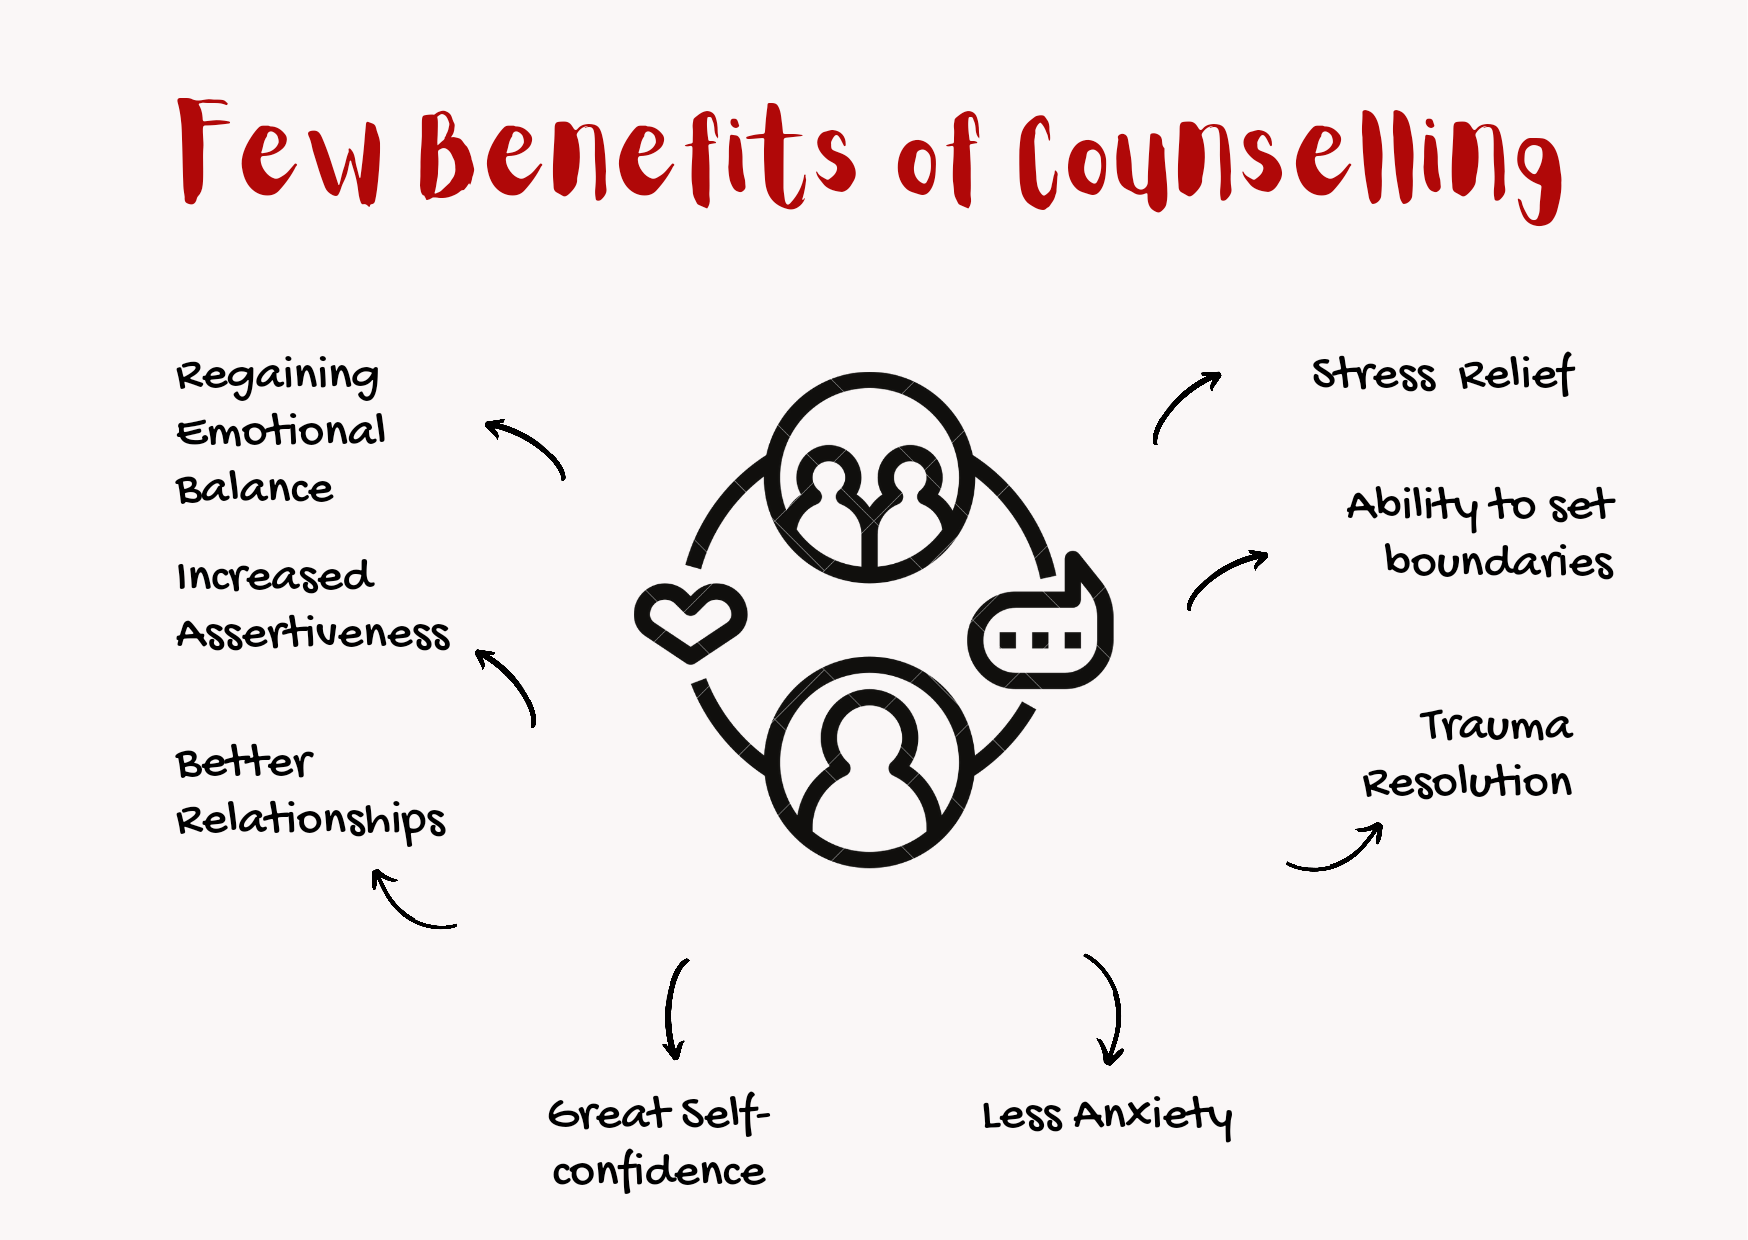 Few Benefits of Counselling
Regaining
Emotional
Balance
Increased
Assertiveness
Better
Relationships
Great Self-
confidence
Less Anxiety
Stress Relief
Ability to set
boundaries
Trauma
Resolution